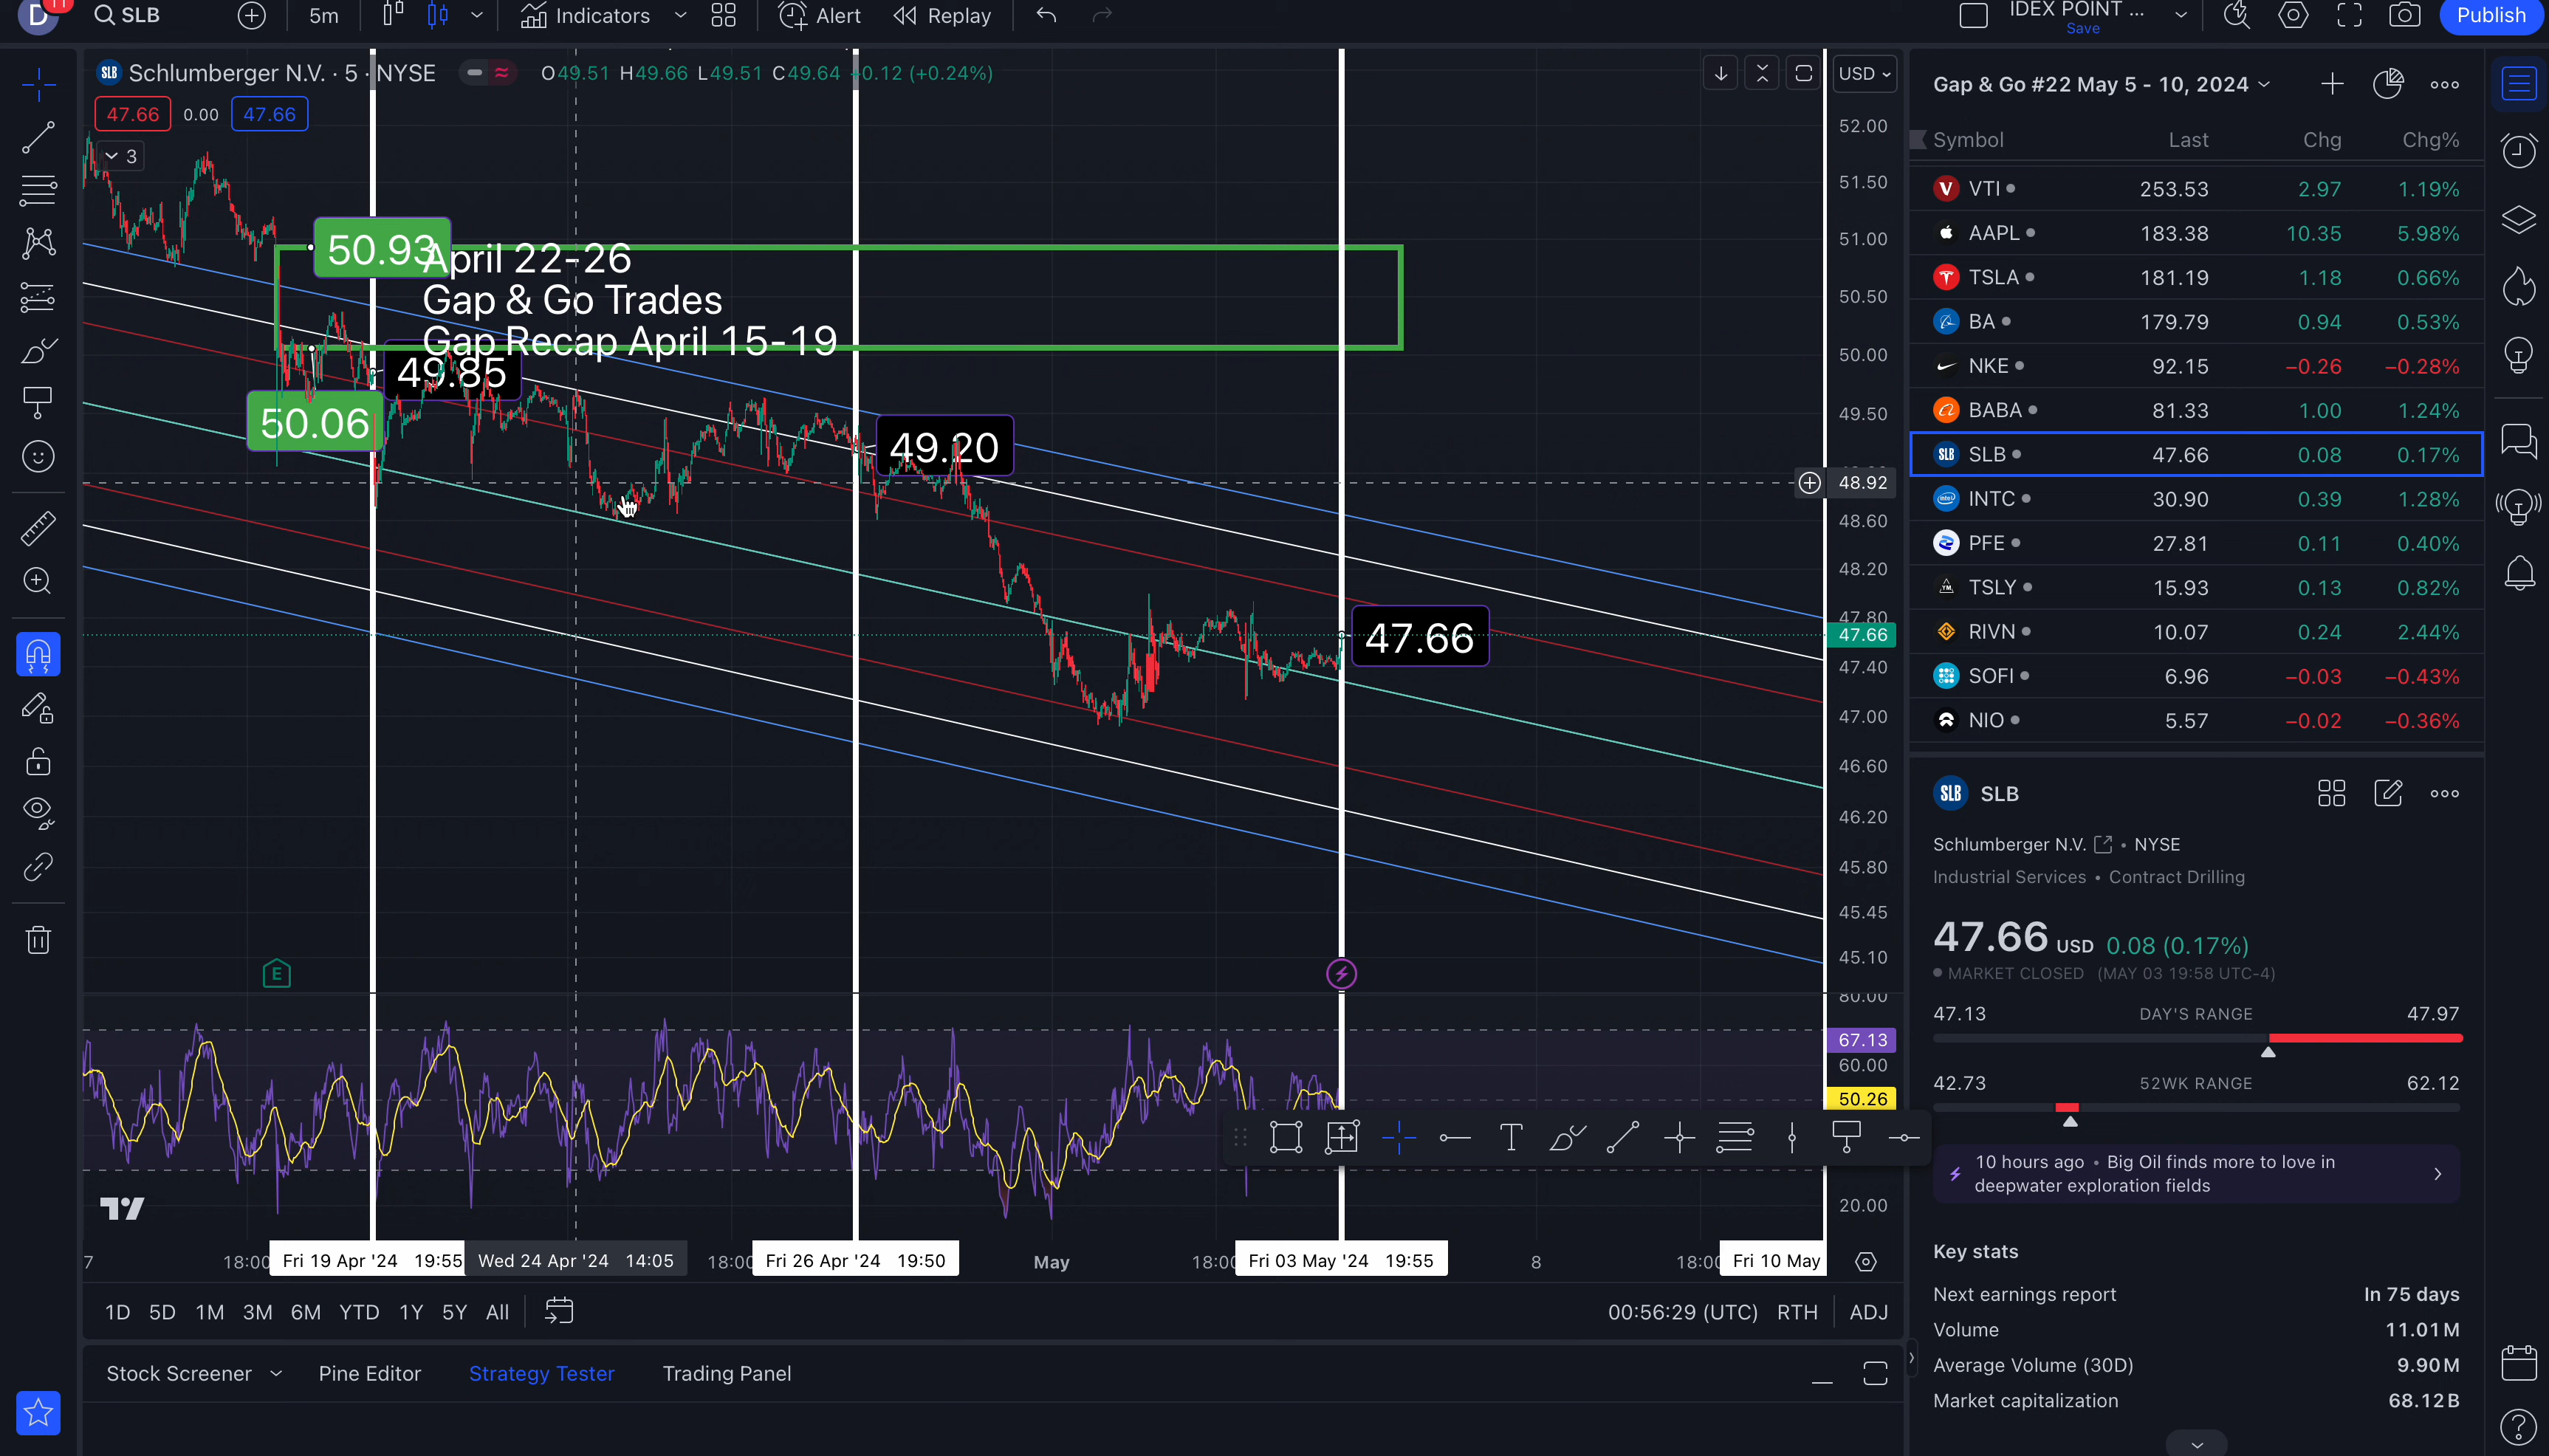 D 11 SLB 5m Indicators Alert Replay IDEX POINT ... Save Publish
SLB Schlumberger N.V. · 5 · NYSE O49.51 H49.66 L49.51 C49.64 +0.12 (+0.24%)
47.66 0.00 47.66
3
USD
52.00
51.50
51.00
50.50
50.00
49.50
48.92
48.60
48.20
47.80
47.66
47.40
47.00
46.60
46.20
45.80
45.45
45.10
50.93
April 22-26
Gap & Go Trades
Gap Recap April 15-19
49.85
50.06
49.20
47.66
E
80.00
67.13
60.00
50.26
20.00
7 18:00 Fri 19 Apr '24 19:55 Wed 24 Apr '24 14:05 18:00 Fri 26 Apr '24 19:50 May 18:00 Fri 03 May '24 19:55 8 18:00 Fri 10 May
1D 5D 1M 3M 6M YTD 1Y 5Y All 00:56:29 (UTC) RTH ADJ
Stock Screener Pine Editor Strategy Tester Trading Panel
Gap & Go #22 May 5 - 10, 2024
Symbol Last Chg Chg%
V VTI 253.53 2.97 1.19%
AAPL 183.38 10.35 5.98%
TSLA 181.19 1.18 0.66%
BA 179.79 0.94 0.53%
NKE 92.15 −0.26 −0.28%
BABA 81.33 1.00 1.24%
SLB SLB 47.66 0.08 0.17%
intel INTC 30.90 0.39 1.28%
PFE 27.81 0.11 0.40%
TSLY 15.93 0.13 0.82%
RIVN 10.07 0.24 2.44%
SOFI 6.96 −0.03 −0.43%
NIO 5.57 −0.02 −0.36%
SLB SLB
Schlumberger N.V. • NYSE
Industrial Services • Contract Drilling
47.66 USD 0.08 (0.17%)
MARKET CLOSED (MAY 03 19:58 UTC-4)
47.13 DAY'S RANGE 47.97
42.73 52WK RANGE 62.12
10 hours ago • Big Oil finds more to love in
deepwater exploration fields
Key stats
Next earnings report In 75 days
Volume 11.01M
Average Volume (30D) 9.90M
Market capitalization 68.12B